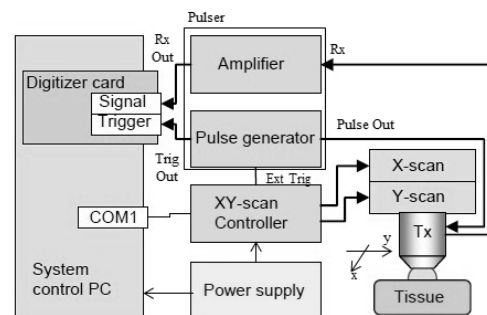 Pulser
Rx
Out
Amplifier
Rx
Digitizer card
Signal
Trigger
Pulse generator
Pulse Out
Trig
Out
Ext Trig
X-scan
Y-scan
COM1
XY-scan
Controller
Tx
y
x
System
control PC
Power supply
Tissue